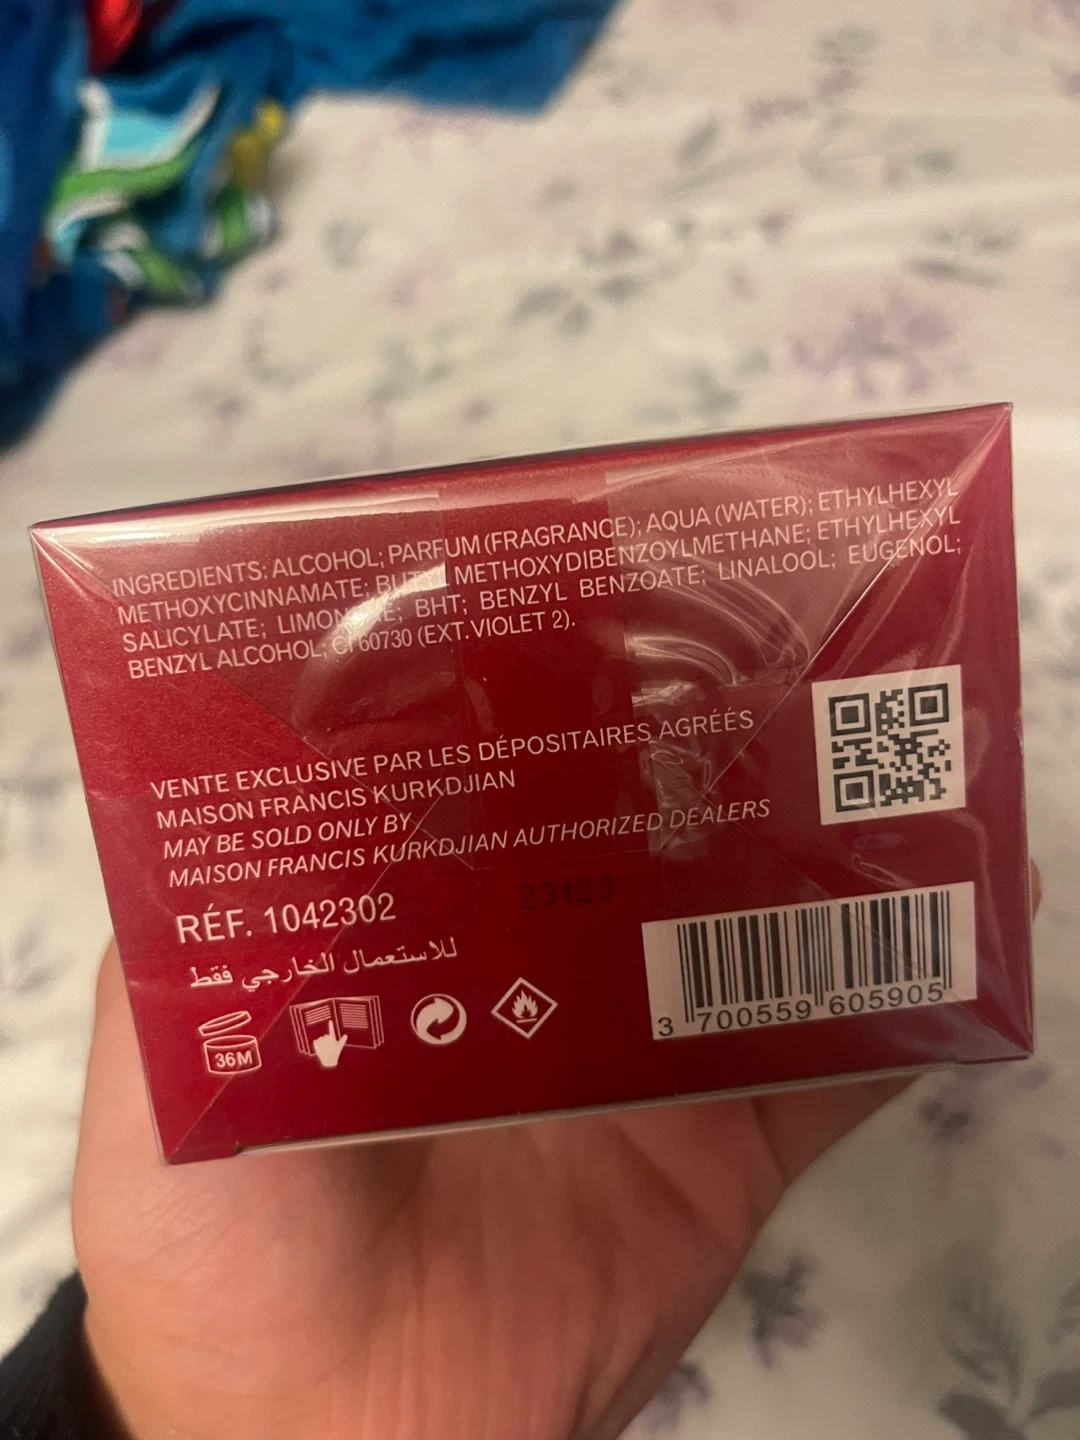 INGREDIENTS: ALCOHOL; PARFUM (FRAGRANCE); AQUA (WATER); ETHYLHEXYL
METHOXYCINNAMATE; BUTYL METHOXYDIBENZOYLMETHANE; ETHYLHEXYL
SALICYLATE; LIMONENE; BHT; BENZYL BENZOATE; LINALOOL; EUGENOL;
BENZYL ALCOHOL; CI 60730 (EXT. VIOLET 2).
VENTE EXCLUSIVE PAR LES DÉPOSITAIRES AGRÉÉS
MAISON FRANCIS KURKDJIAN
MAY BE SOLD ONLY BY
MAISON FRANCIS KURKDJIAN AUTHORIZED DEALERS
RÉF. 1042302
23123
للاستعمال الخارجي فقط
36M
3 700559 605905